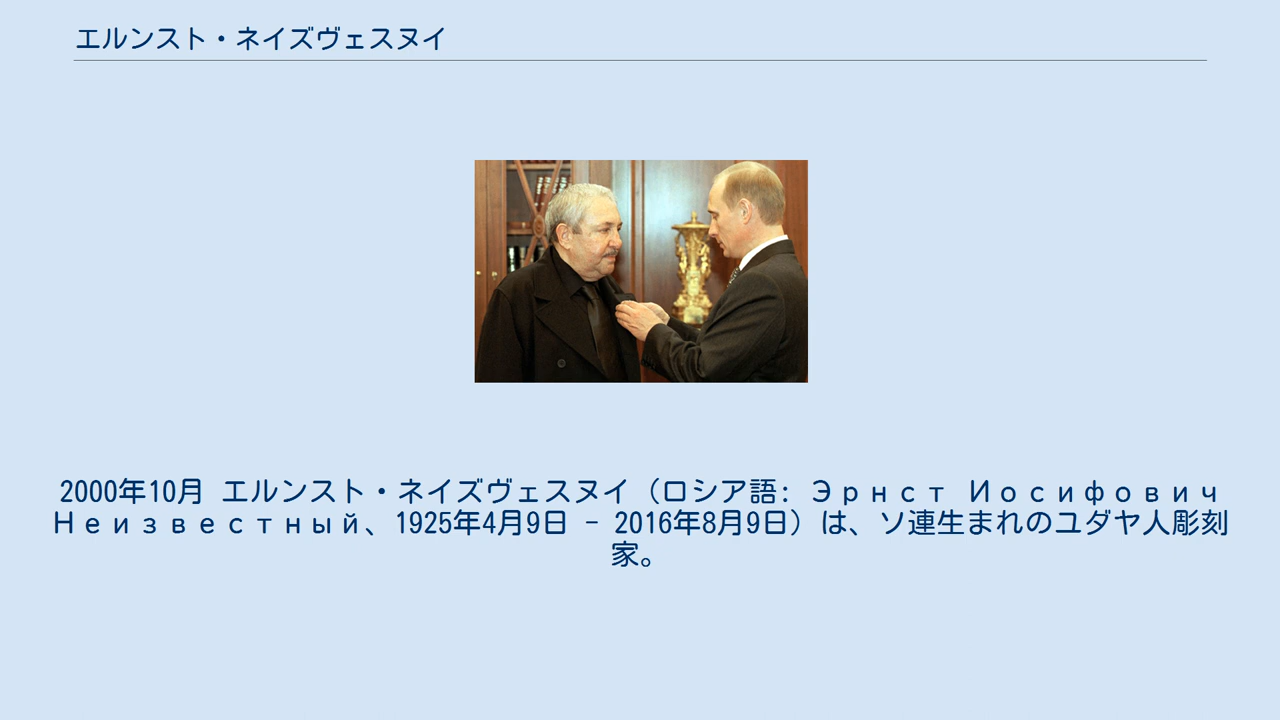 エルンスト・ネイズヴェスヌイ
2000年10月 エルンスト・ネイズヴェスヌイ（ロシア語: Эрнст Иосифович
Неизвестный、1925年4月9日 - 2016年8月9日）は、ソ連生まれのユダヤ人彫刻
家。